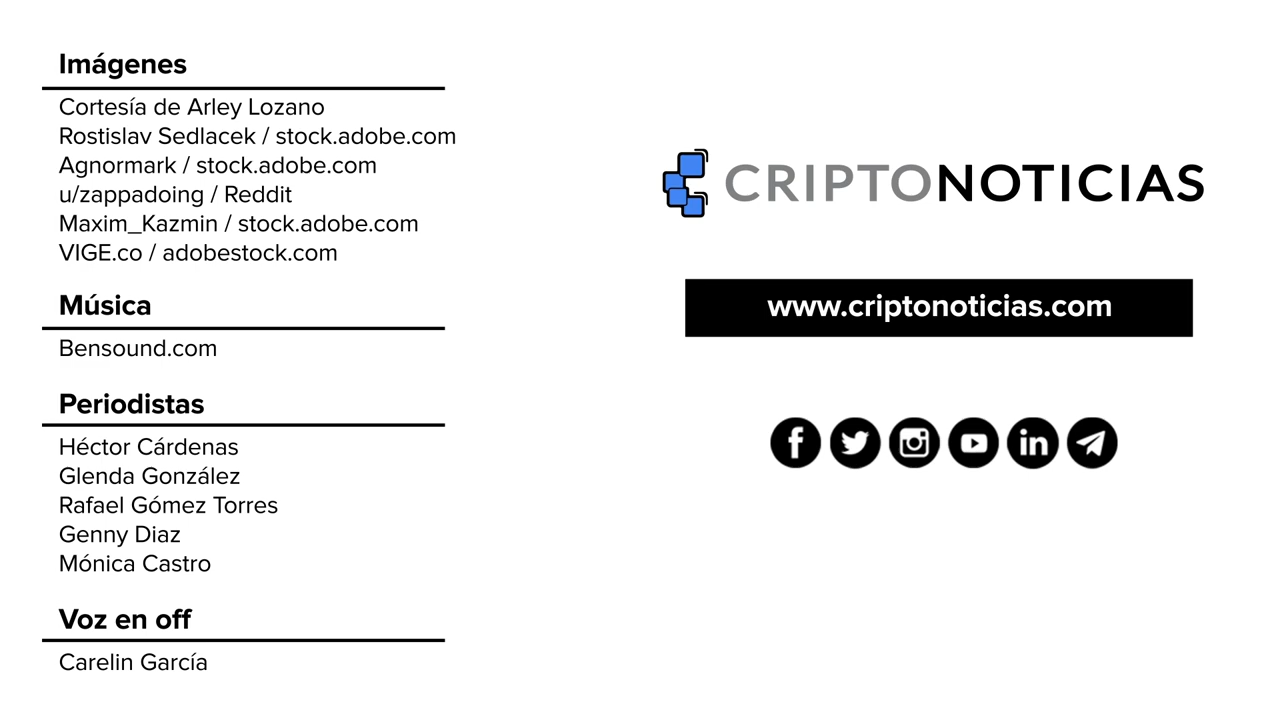 Imágenes
Cortesía de Arley Lozano
Rostislav Sedlacek / stock.adobe.com
Agnormark / stock.adobe.com
u/zappadoing / Reddit
Maxim_Kazmin / stock.adobe.com
VIGE.co / adobestock.com
Música
Bensound.com
Periodistas
Héctor Cárdenas
Glenda González
Rafael Gómez Torres
Genny Diaz
Mónica Castro
Voz en off
Carelin García
CRIPTONOTICIAS
www.criptonoticias.com